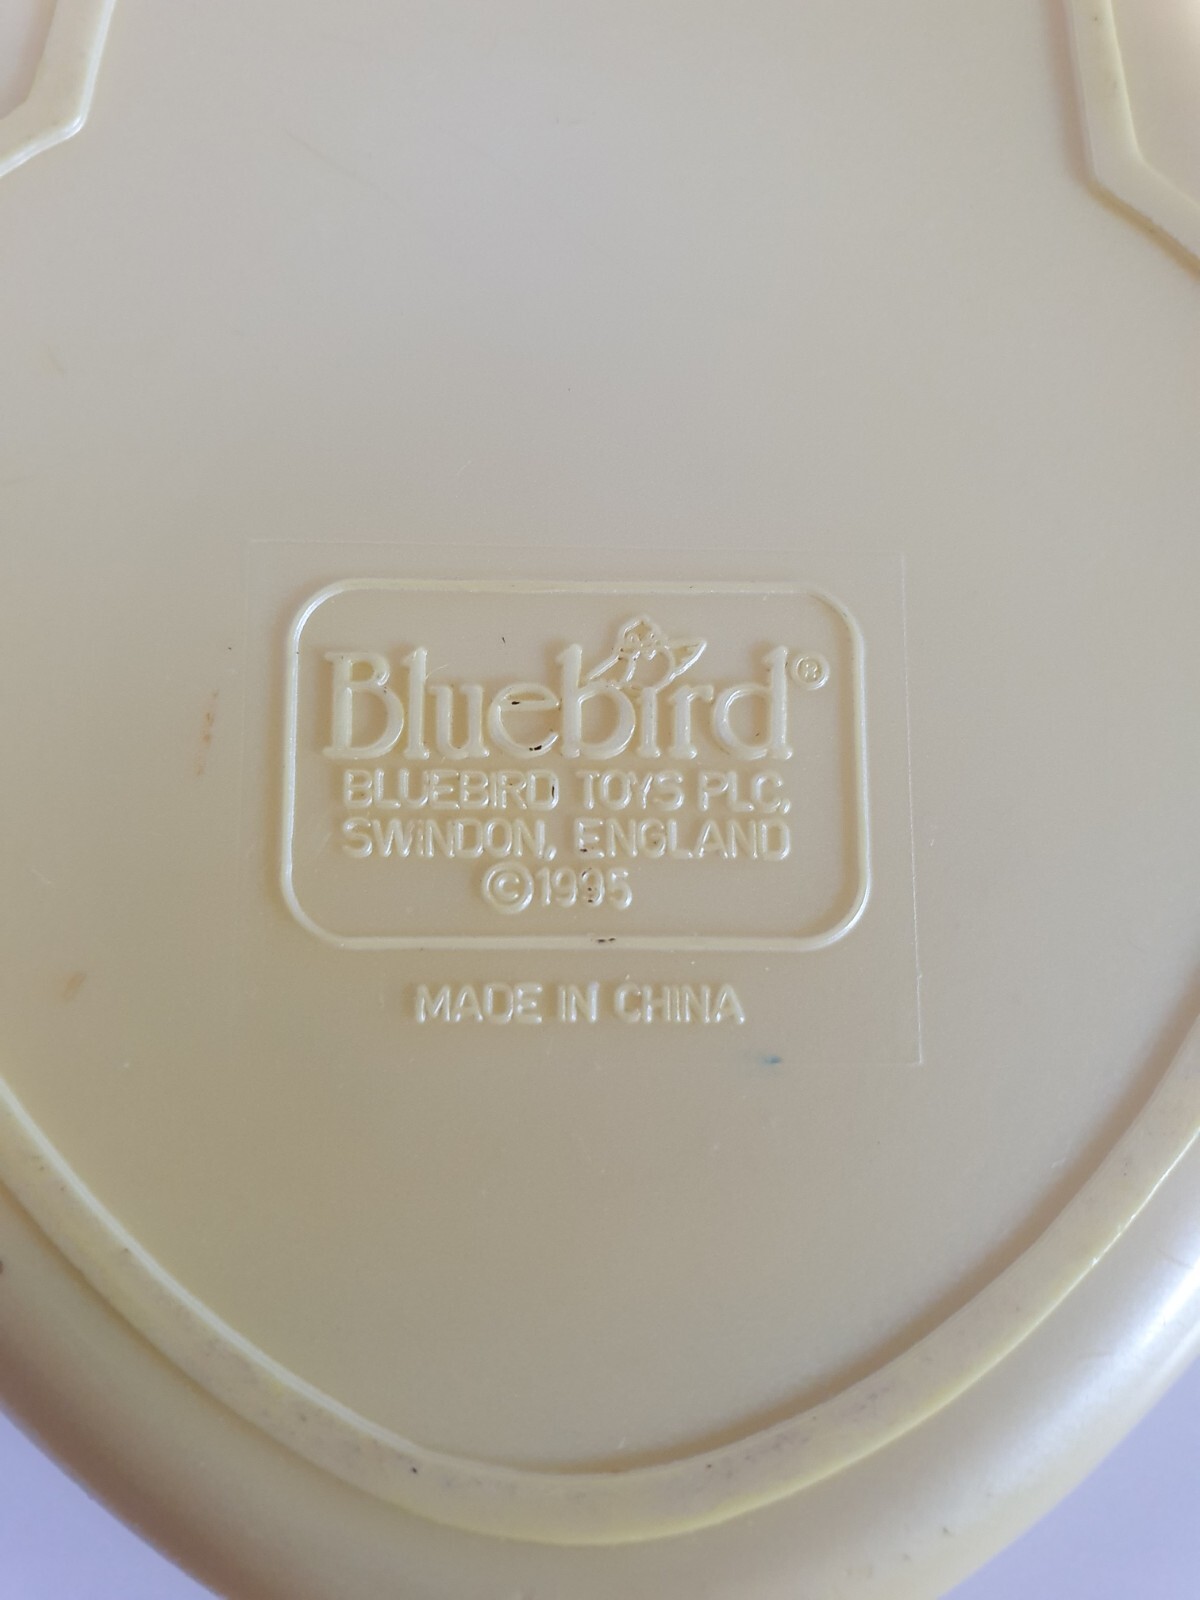 Bluebird®
BLUEBIRD TOYS PLC,
SWINDON, ENGLAND
©1995
MADE IN CHINA